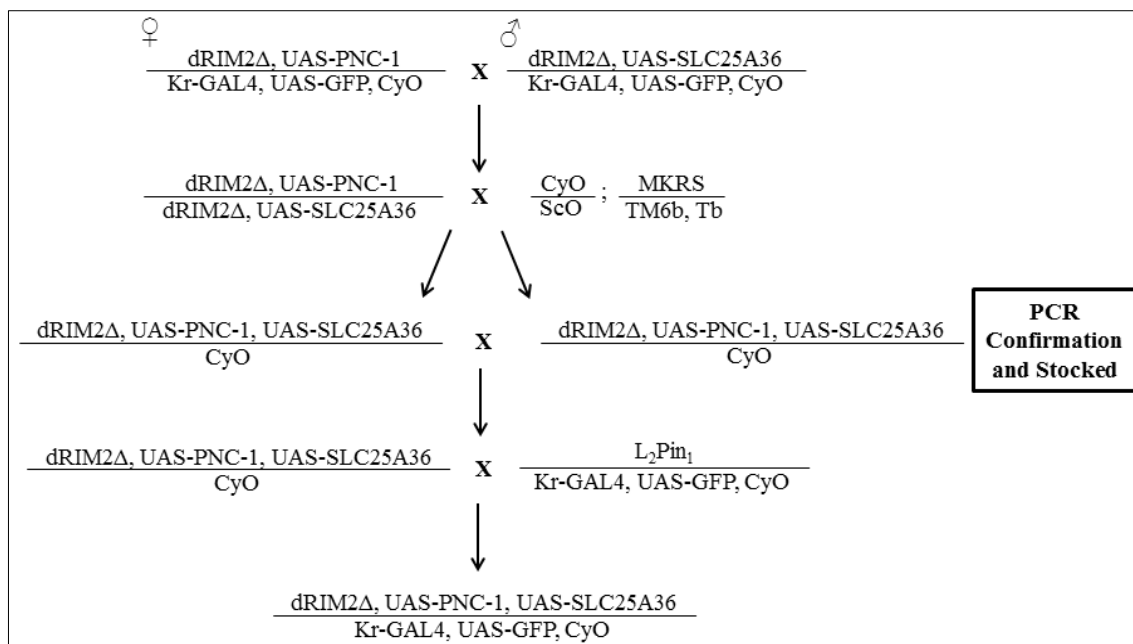 ♀ ♂
dRIM2Δ, UAS-PNC-1 X dRIM2Δ, UAS-SLC25A36
Kr-GAL4, UAS-GFP, CyO Kr-GAL4, UAS-GFP, CyO
dRIM2Δ, UAS-PNC-1 X CyO ; MKRS
dRIM2Δ, UAS-SLC25A36 ScO TM6b, Tb
dRIM2Δ, UAS-PNC-1, UAS-SLC25A36 X dRIM2Δ, UAS-PNC-1, UAS-SLC25A36
CyO CyO
PCR
Confirmation
and Stocked
dRIM2Δ, UAS-PNC-1, UAS-SLC25A36 X L₂Pin₁
CyO Kr-GAL4, UAS-GFP, CyO
dRIM2Δ, UAS-PNC-1, UAS-SLC25A36
Kr-GAL4, UAS-GFP, CyO